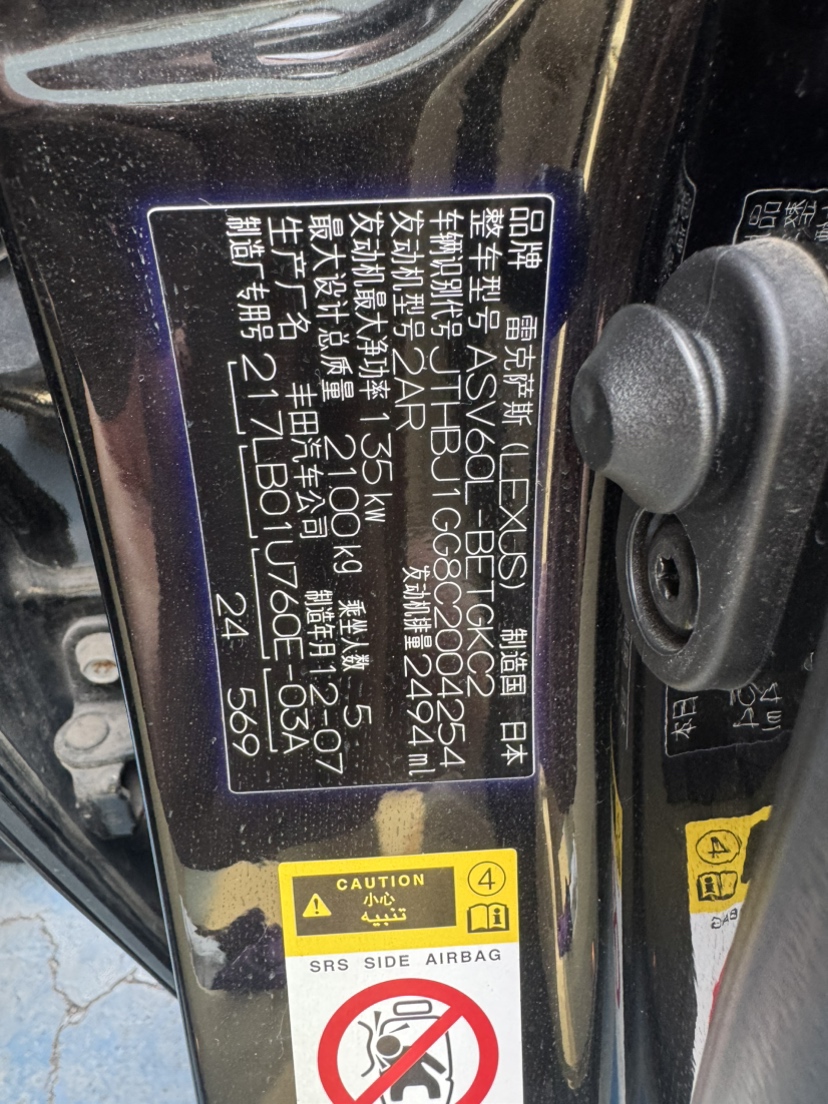 品牌 雷克萨斯 (LEXUS) 制造国 日本
整车型号 ASV60L-BETGKC2
车辆识别代号 JTHBJ1GG8C2004254
发动机型号 2AR 发动机排量 2494 ml
发动机最大净功率 135 kw
最大设计总质量 2100 kg 乘坐人数 5
生产厂名 丰田汽车公司 制造年月 12-07
制造厂专用号 217LB01U760E-03A
24 569
CAUTION
小心
تنبيه
4
SRS SIDE AIRBAG
4